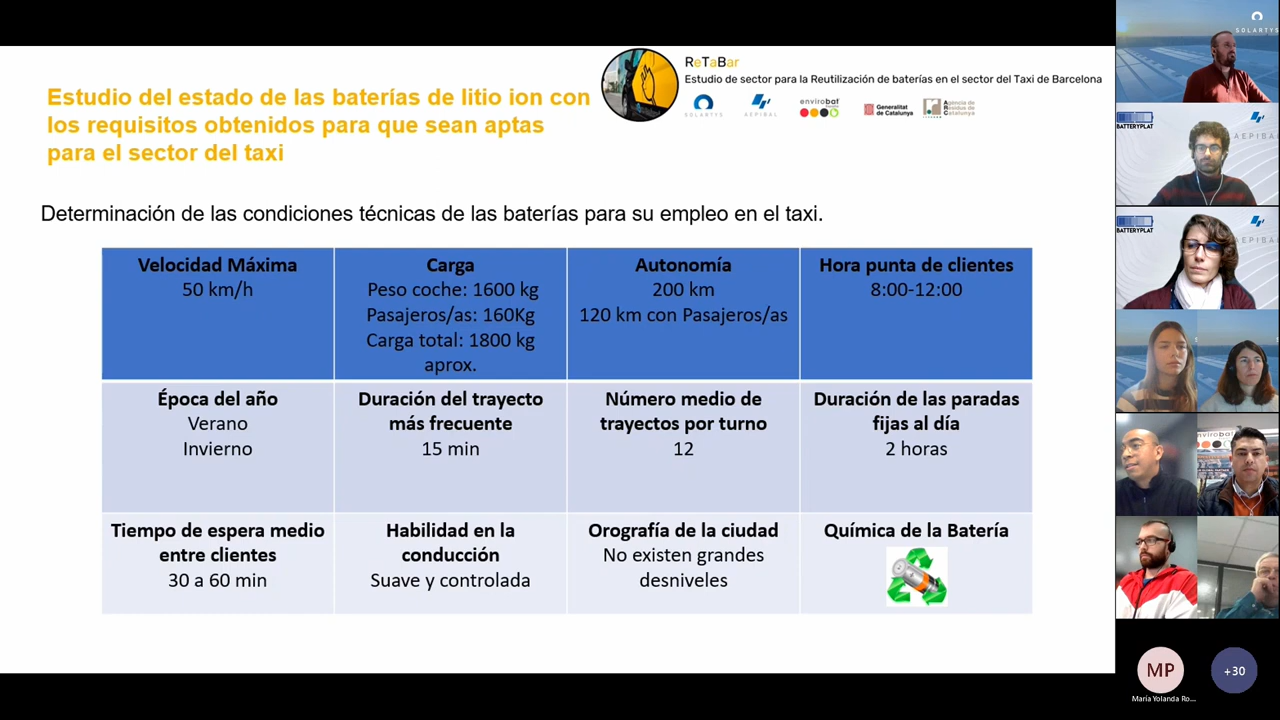 ReTaBar
Estudio de sector para la Reutilización de baterías en el sector del Taxi de Barcelona
SOLARTYS
AEPIBAL
envirobat
Generalitat
de Catalunya
Agència de
Residus de
Catalunya
Estudio del estado de las baterías de litio ion con
los requisitos obtenidos para que sean aptas
para el sector del taxi
Determinación de las condiciones técnicas de las baterías para su empleo en el taxi.
Velocidad Máxima
50 km/h
Carga
Peso coche: 1600 kg
Pasajeros/as: 160Kg
Carga total: 1800 kg
aprox.
Autonomía
200 km
120 km con Pasajeros/as
Hora punta de clientes
8:00-12:00
Época del año
Verano
Invierno
Duración del trayecto
más frecuente
15 min
Número medio de
trayectos por turno
12
Duración de las paradas
fijas al día
2 horas
Tiempo de espera medio
entre clientes
30 a 60 min
Habilidad en la
conducción
Suave y controlada
Orografía de la ciudad
No existen grandes
desniveles
Química de la Batería
SOLARTYS
BATTERYPLAT
AEPIBAL
BATTERYPLAT
AEPIBAL
MP
María Yolanda Ro...
+30